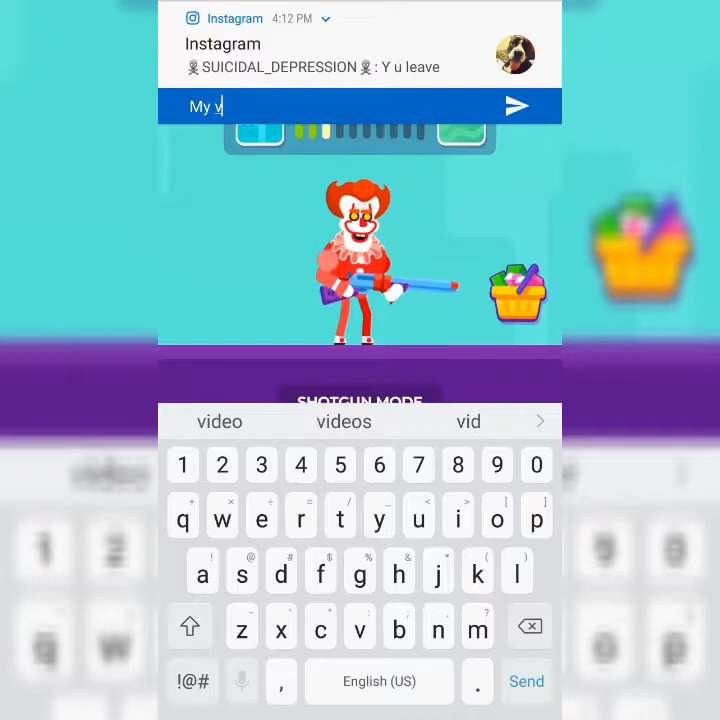 Instagram 4:12 PM
Instagram
☠SUICIDAL_DEPRESSION☠: Y u leave
My v
SHOTGUN MODE
video videos vid
1 2 3 4 5 6 7 8 9 0
+ × ÷ = / _ < > [ ]
q w e r t y u i o p
! @ # $ % & * ( )
a s d f g h j k l
- ' " : ; , ?
z x c v b n m
!@# , English (US) . Send